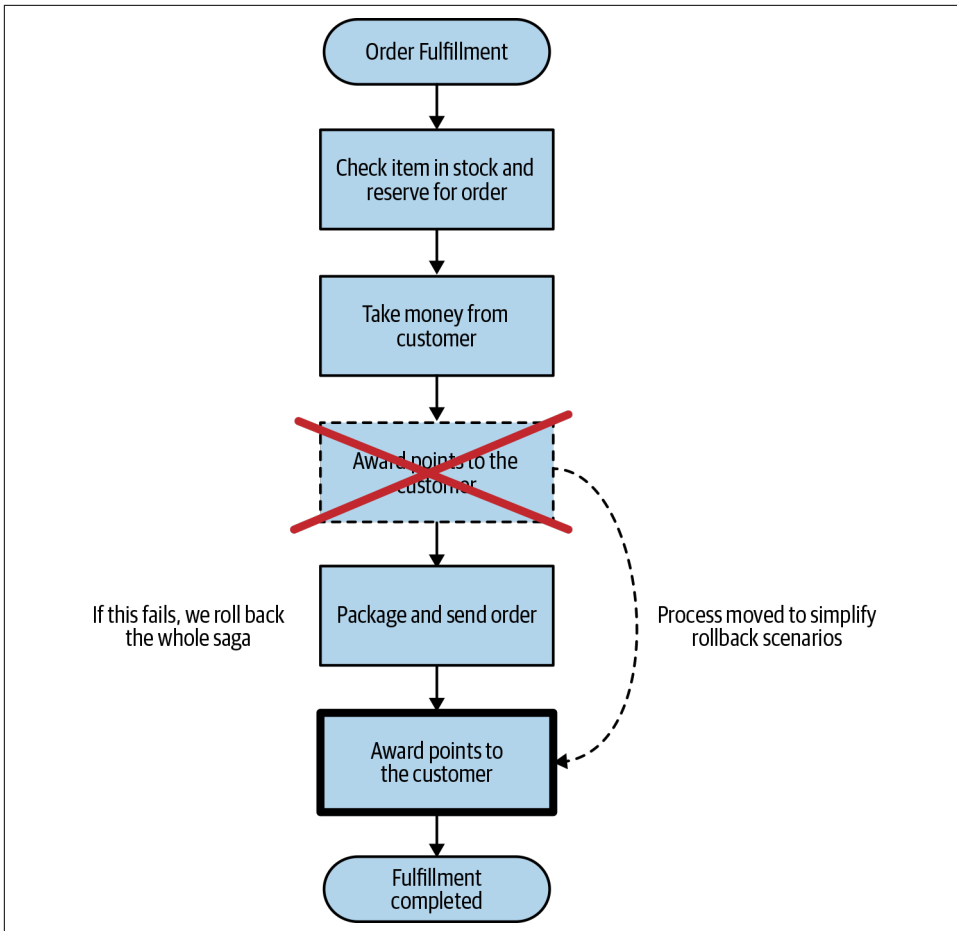 Order Fulfillment
Check item in stock and
reserve for order
Take money from
customer
Award points to the
customer
If this fails, we roll back
the whole saga
Package and send order
Process moved to simplify
rollback scenarios
Award points to
the customer
Fulfillment
completed